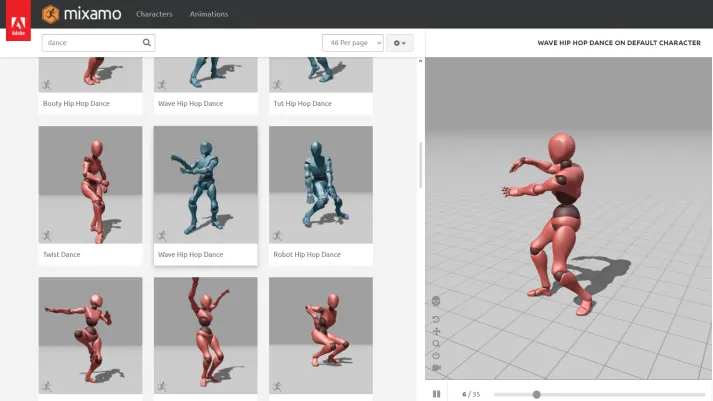 Adobe
mixamo
Characters
Animations
dance
48 Per page
WAVE HIP HOP DANCE ON DEFAULT CHARACTER
Booty Hip Hop Dance
Wave Hip Hop Dance
Tut Hip Hop Dance
Twist Dance
Wave Hip Hop Dance
Robot Hip Hop Dance
6 / 35